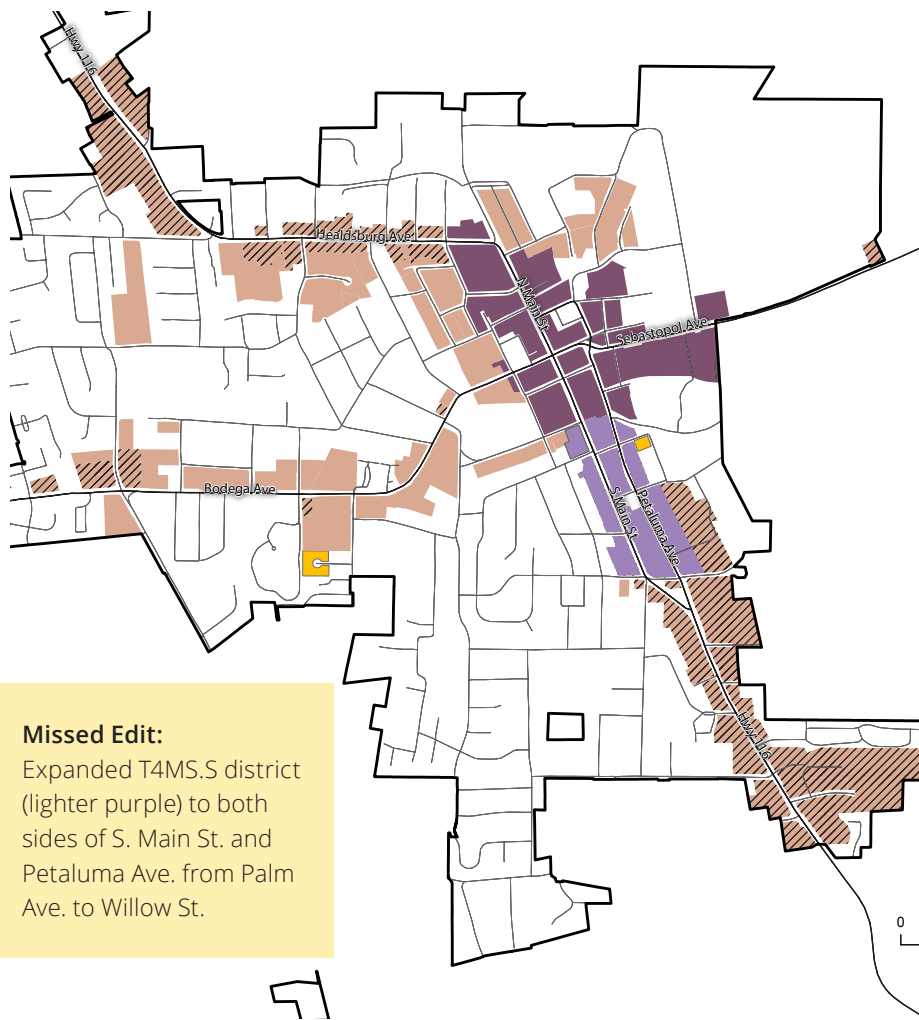 Hwy 116
Healdsburg Ave
N Main St
Sebastopol Ave
Bodega Ave
S Main St
Petaluma Ave
Hwy 116
Missed Edit:
Expanded T4MS.S district
(lighter purple) to both
sides of S. Main St. and
Petaluma Ave. from Palm
Ave. to Willow St.
0